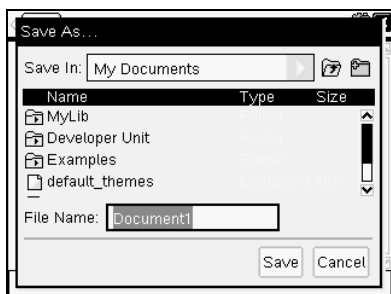 Save As...
Save In: My Documents
Name Type Size
MyLib Folder
Developer Unit Folder
Examples Folder
default_themes Document 15K
File Name: Document1
Save Cancel